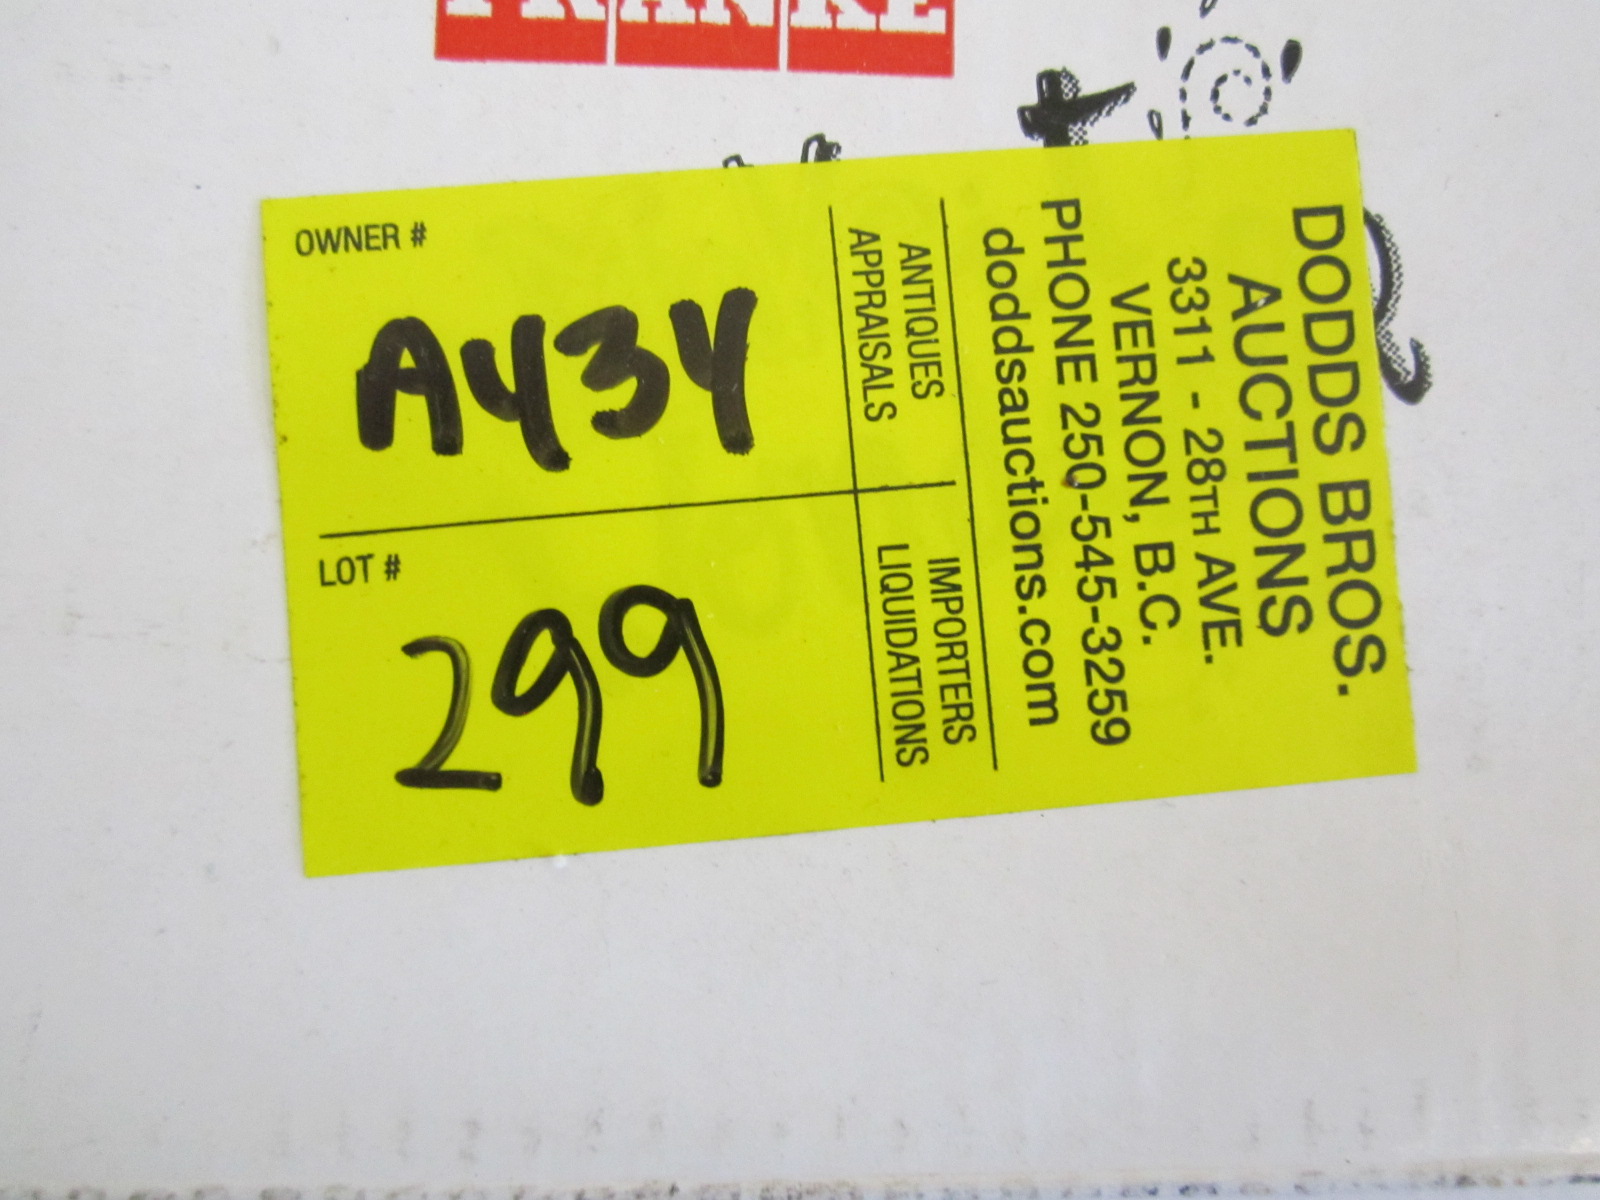 FRANKE
OWNER #
A434
LOT #
299
ANTIQUES
APPRAISALS
IMPORTERS
LIQUIDATIONS
DODDS BROS.
AUCTIONS
3311 - 28TH AVE.
VERNON, B.C.
PHONE 250-545-3259
doddsauctions.com